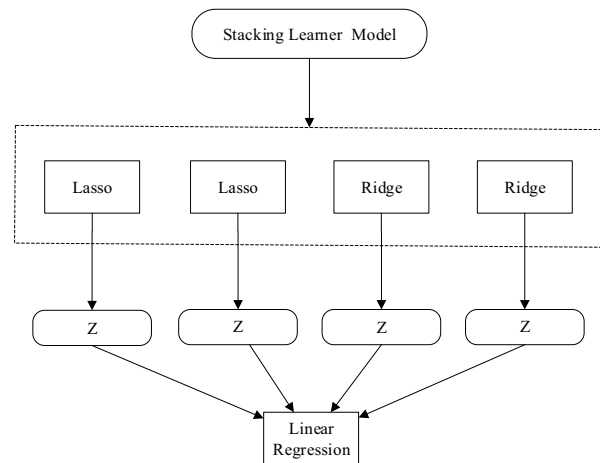 Stacking Learner Model
Lasso
Lasso
Ridge
Ridge
Z
Z
Z
Z
Linear
Regression